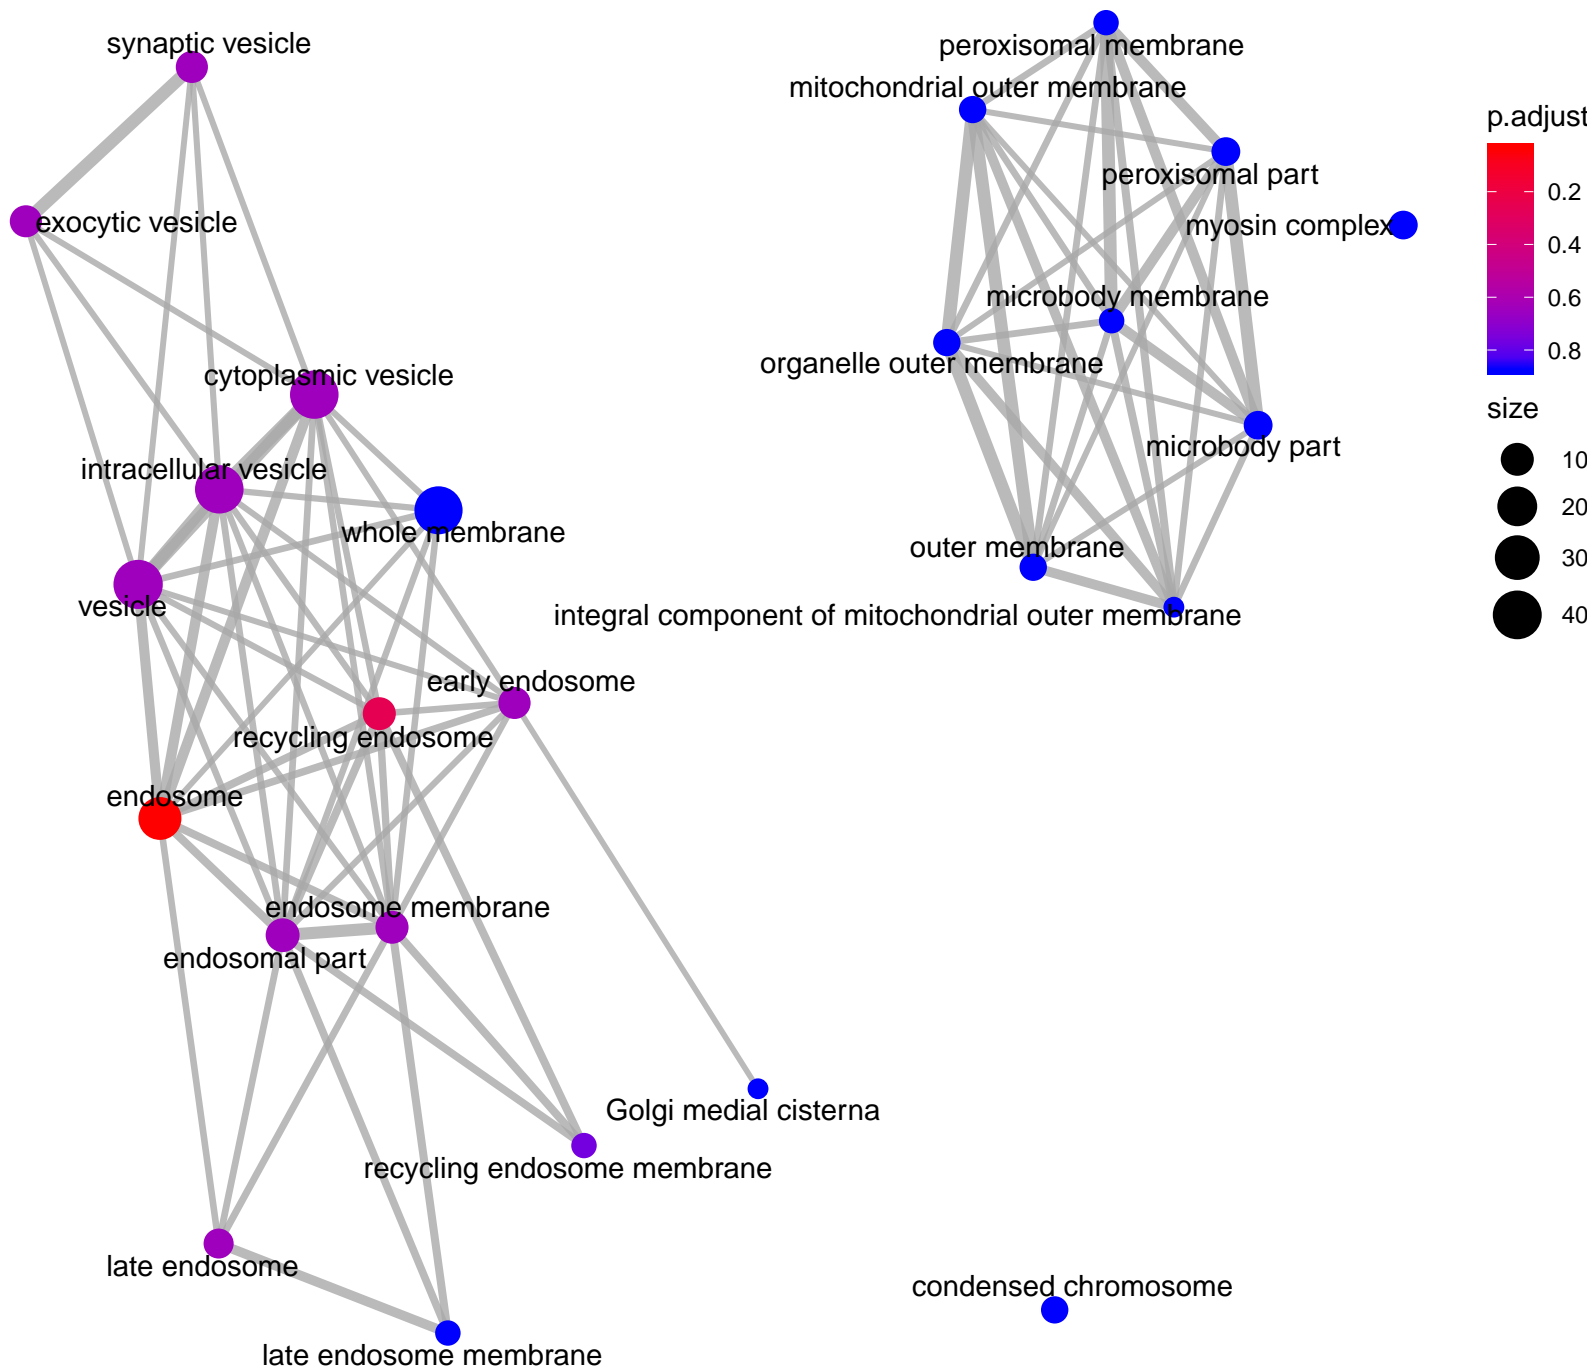 synaptic vesicle
peroxisomal membrane
mitochondrial outer membrane
p.adjust
peroxisomal part
0.2
exocytic vesicle
myosin complex
0.4
microbody membrane
0.6
organelle outer membrane
0.8
cytoplasmic vesicle
size
microbody part
intracellular vesicle
10
20
whole membrane
outer membrane
30
vesicle
integral component of mitochondrial outer membrane
40
early endosome
recycling endosome
endosome
endosome membrane
endosomal part
Golgi medial cisterna
recycling endosome membrane
late endosome
condensed chromosome
late endosome membrane